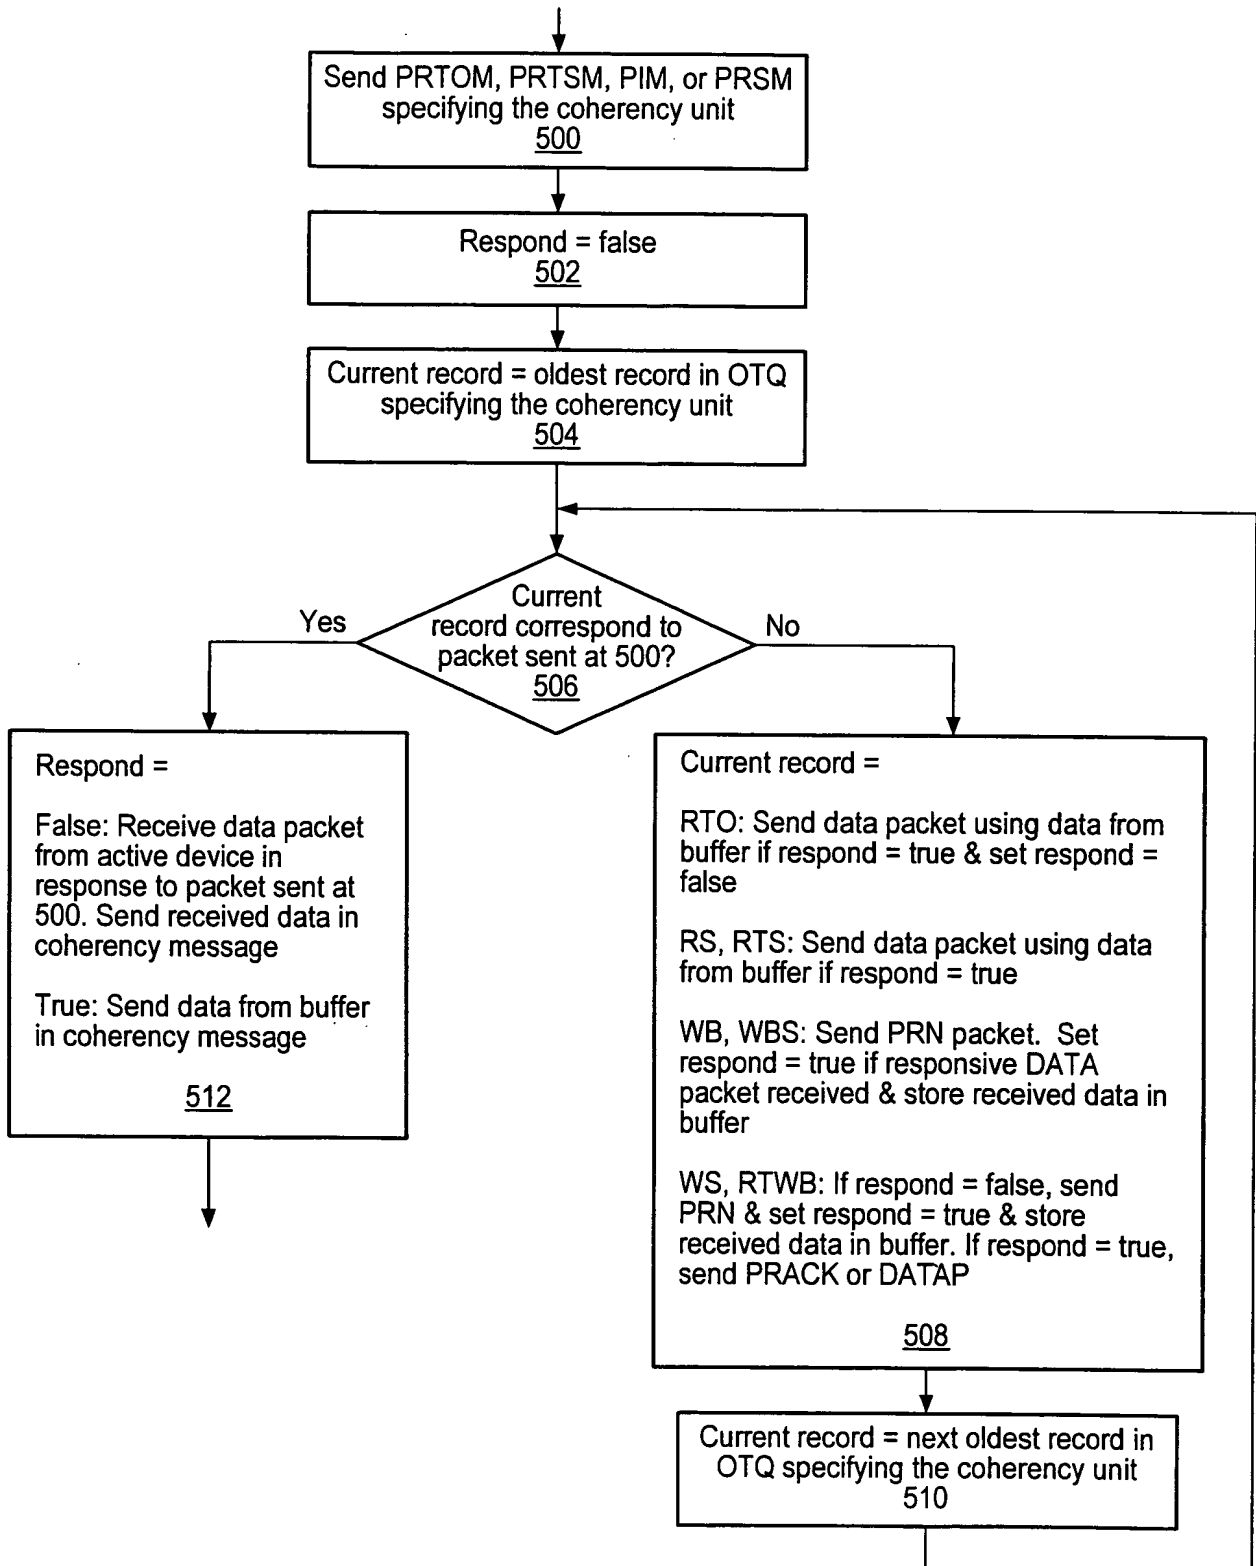 Send PRTOM, PRTSM, PIM, or PRSM
specifying the coherency unit
500
Respond = false
502
Current record = oldest record in OTQ
specifying the coherency unit
504
Current
record correspond to
packet sent at 500?
506
Yes
No
Respond =
False: Receive data packet
from active device in
response to packet sent at
500. Send received data in
coherency message
True: Send data from buffer
in coherency message
512
Current record =
RTO: Send data packet using data from
buffer if respond = true & set respond =
false
RS, RTS: Send data packet using data
from buffer if respond = true
WB, WBS: Send PRN packet. Set
respond = true if responsive DATA
packet received & store received data in
buffer
WS, RTWB: If respond = false, send
PRN & set respond = true & store
received data in buffer. If respond = true,
send PRACK or DATAP
508
Current record = next oldest record in
OTQ specifying the coherency unit
510